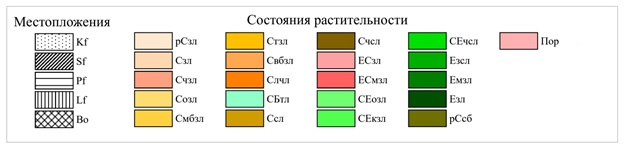 Местопложения Состояния растительности
Kf рСзл Стзл Счсл СЕчсл Пор
Sf Сзл Свбзл ЕСзл Езсл
Pf Счзл Слчл ЕСмзл Емзл
Lf Созл СБтл СЕозл Езл
Bo Смбзл Ссл СЕкзл рСсб